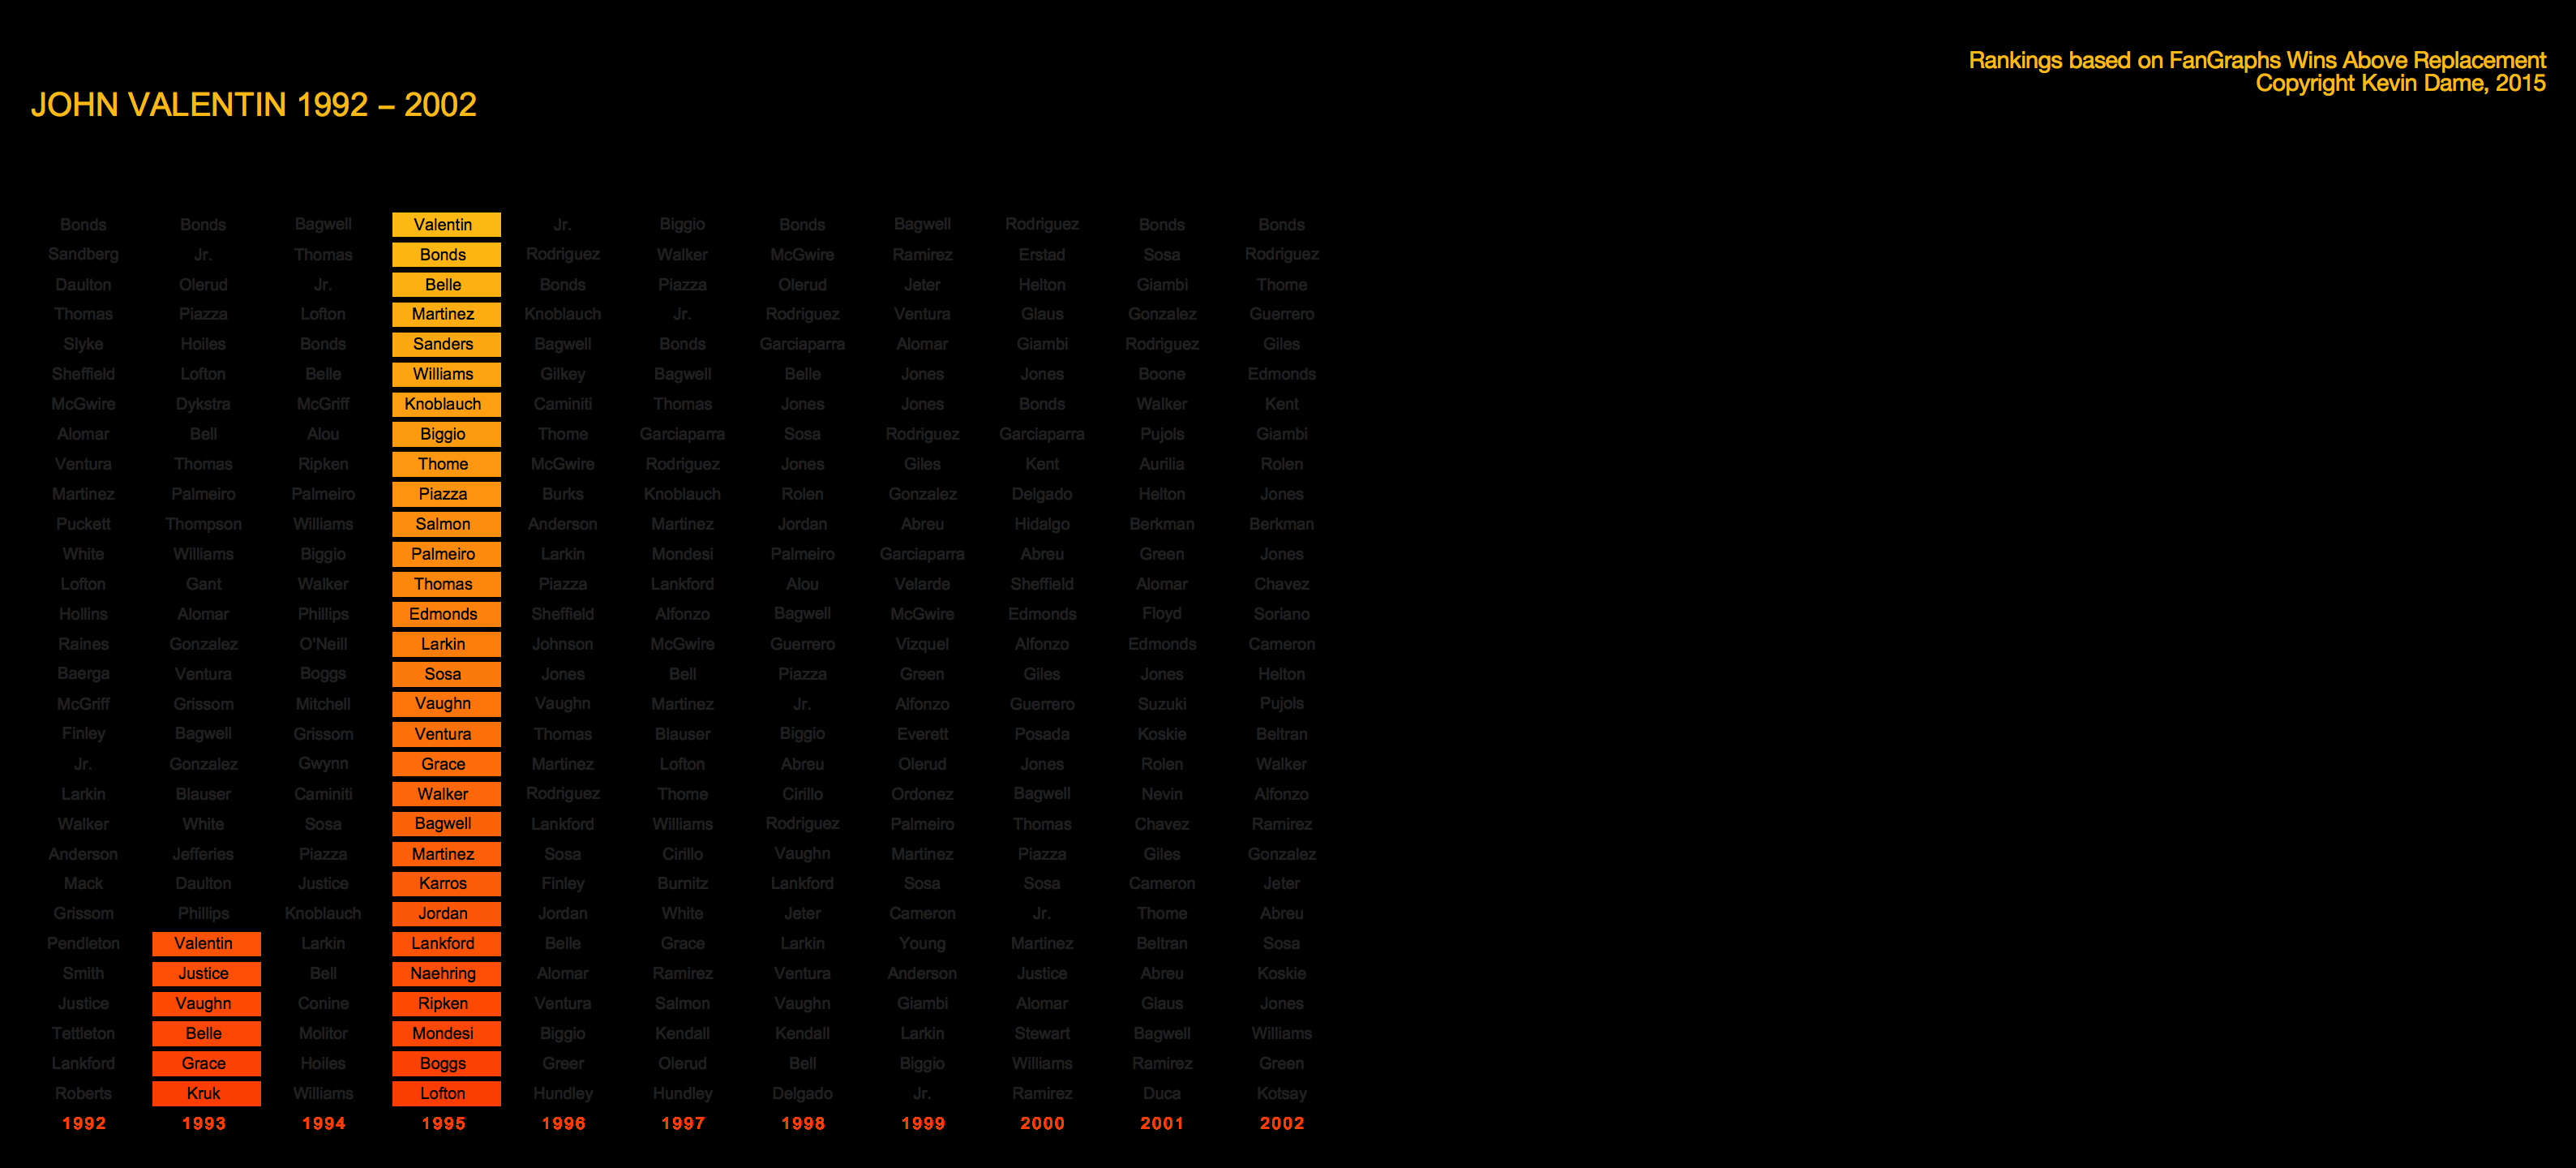 Rankings based on FanGraphs Wins Above Replacement
Copyright Kevin Dame, 2015
JOHN VALENTIN 1992 – 2002
Bonds Bonds Bagwell Valentin Jr. Biggio Bonds Bagwell Rodriguez Bonds Bonds
Sandberg Jr. Thomas Bonds Rodriguez Walker McGwire Ramirez Erstad Sosa Rodriguez
Daulton Olerud Jr. Belle Bonds Piazza Olerud Jeter Helton Giambi Thome
Thomas Piazza Lofton Martinez Knoblauch Jr. Rodriguez Ventura Glaus Gonzalez Guerrero
Slyke Hoiles Bonds Sanders Bagwell Bonds Garciaparra Alomar Giambi Rodriguez Giles
Sheffield Lofton Belle Williams Gilkey Bagwell Belle Jones Jones Boone Edmonds
McGwire Dykstra McGriff Knoblauch Caminiti Thomas Jones Jones Bonds Walker Kent
Alomar Bell Alou Biggio Thome Garciaparra Sosa Rodriguez Garciaparra Pujols Giambi
Ventura Thomas Ripken Thome McGwire Rodriguez Jones Giles Kent Aurilia Rolen
Martinez Palmeiro Palmeiro Piazza Burks Knoblauch Rolen Gonzalez Delgado Helton Jones
Puckett Thompson Williams Salmon Anderson Martinez Jordan Abreu Hidalgo Berkman Berkman
White Williams Biggio Palmeiro Larkin Mondesi Palmeiro Garciaparra Abreu Green Jones
Lofton Gant Walker Thomas Piazza Lankford Alou Velarde Sheffield Alomar Chavez
Hollins Alomar Phillips Edmonds Sheffield Alfonzo Bagwell McGwire Edmonds Floyd Soriano
Raines Gonzalez O'Neill Larkin Johnson McGwire Guerrero Vizquel Alfonzo Edmonds Cameron
Baerga Ventura Boggs Sosa Jones Bell Piazza Green Giles Jones Helton
McGriff Grissom Mitchell Vaughn Vaughn Martinez Jr. Alfonzo Guerrero Suzuki Pujols
Finley Bagwell Grissom Ventura Thomas Blauser Biggio Everett Posada Koskie Beltran
Jr. Gonzalez Gwynn Grace Martinez Lofton Abreu Olerud Jones Rolen Walker
Larkin Blauser Caminiti Walker Rodriguez Thome Cirillo Ordonez Bagwell Nevin Alfonzo
Walker White Sosa Bagwell Lankford Williams Rodriguez Palmeiro Thomas Chavez Ramirez
Anderson Jefferies Piazza Martinez Sosa Cirillo Vaughn Martinez Piazza Giles Gonzalez
Mack Daulton Justice Karros Finley Burnitz Lankford Sosa Sosa Cameron Jeter
Grissom Phillips Knoblauch Jordan Jordan White Jeter Cameron Jr. Thome Abreu
Pendleton Valentin Larkin Lankford Belle Grace Larkin Young Martinez Beltran Sosa
Smith Justice Bell Naehring Alomar Ramirez Ventura Anderson Justice Abreu Koskie
Justice Vaughn Conine Ripken Ventura Salmon Vaughn Giambi Alomar Glaus Jones
Tettleton Belle Molitor Mondesi Biggio Kendall Kendall Larkin Stewart Bagwell Williams
Lankford Grace Hoiles Boggs Greer Olerud Bell Biggio Williams Ramirez Green
Roberts Kruk Williams Lofton Hundley Hundley Delgado Jr. Ramirez Duca Kotsay
1992 1993 1994 1995 1996 1997 1998 1999 2000 2001 2002